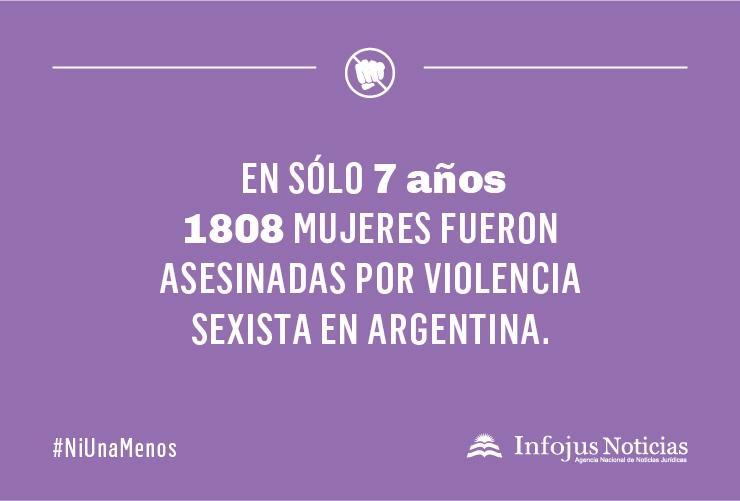 EN SÓLO 7 años
1808 MUJERES FUERON
ASESINADAS POR VIOLENCIA
SEXISTA EN ARGENTINA.
#NiUnaMenos
Infojus Noticias
Agencia Nacional de Noticias Jurídicas